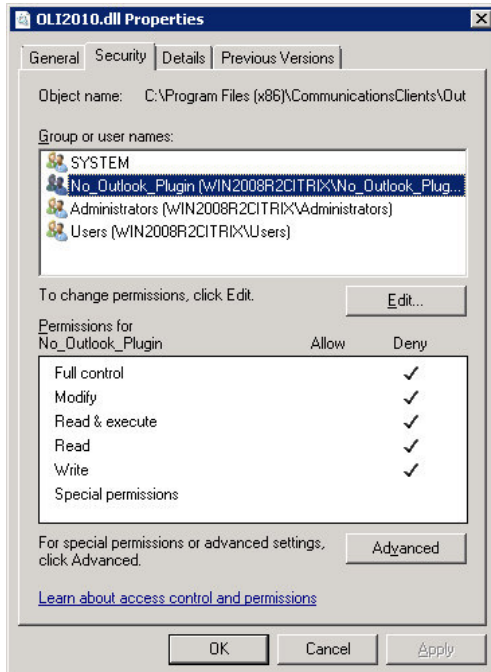 OLI2010.dll Properties
General Security Details Previous Versions
Object name: C:\Program Files (x86)\CommunicationsClients\Out
Group or user names:
SYSTEM
No_Outlook_Plugin (WIN2008R2CITRIX\No_Outlook_Plug...
Administrators (WIN2008R2CITRIX\Administrators)
Users (WIN2008R2CITRIX\Users)
To change permissions, click Edit.
Edit...
Permissions for
No_Outlook_Plugin Allow Deny
Full control
Modify
Read & execute
Read
Write
Special permissions
For special permissions or advanced settings,
click Advanced.
Advanced
Learn about access control and permissions
OK Cancel Apply